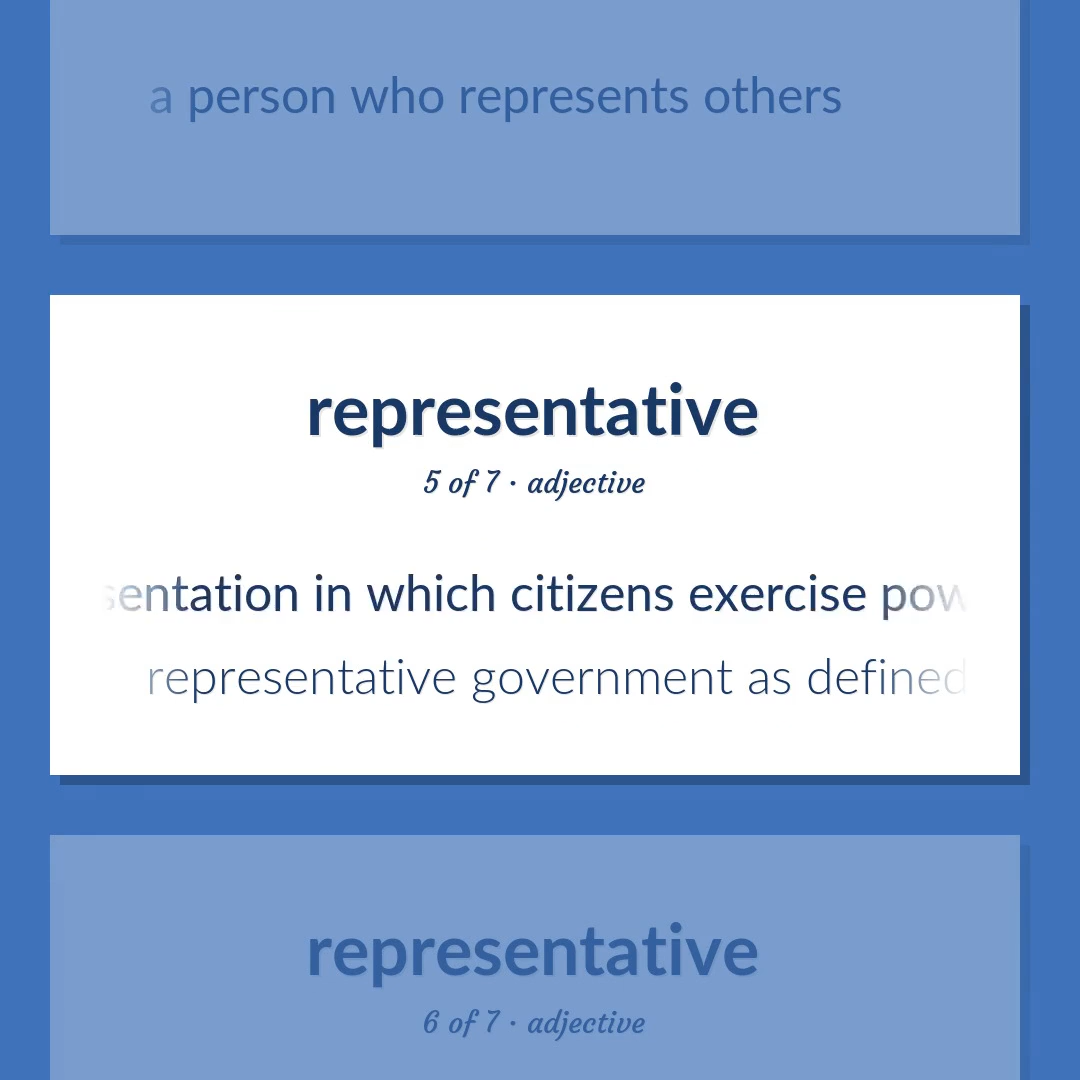 a person who represents others
representative
5 of 7 · adjective
in which citizens exercise
representative government as defined
representative
6 of 7 · adjective